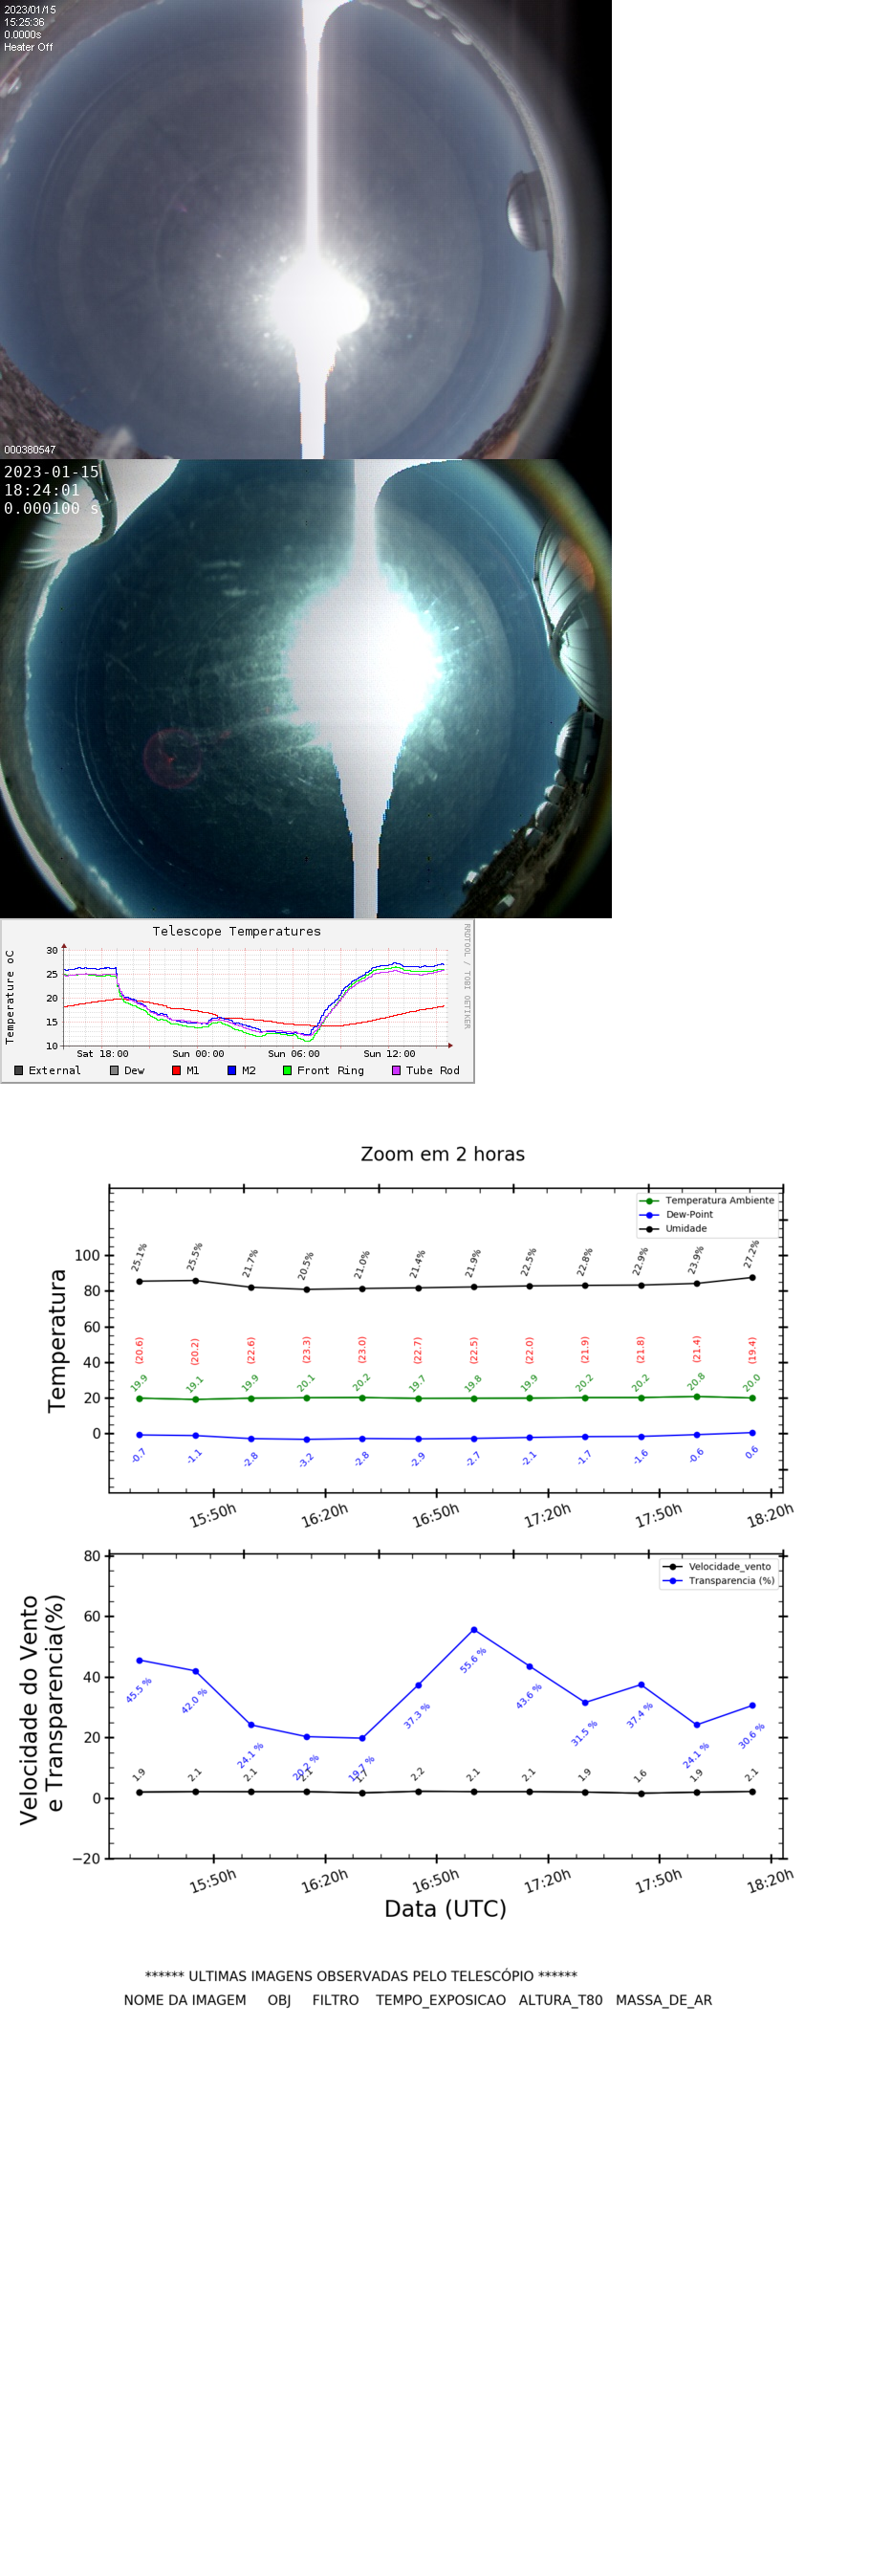 2023/01/15
15:25:36
0.0000s
Heater Off
000380547
2023-01-15
18:24:01
0.000100 s
Telescope Temperatures
RRDTOOL / TOBI OETIKER
Temperature oC
30
25
20
15
10
Sat 18:00 Sun 00:00 Sun 06:00 Sun 12:00
External Dew M1 M2 Front Ring Tube Rod
Zoom em 2 horas
Temperatura Ambiente
Dew-Point
Umidade
Temperatura
100
80
60
40
20
0
25.1% 25.5% 21.7% 20.5% 21.0% 21.4% 21.9% 22.5% 22.8% 22.9% 23.9% 27.2%
(20.6) (20.2) (22.6) (23.3) (23.0) (22.7) (22.5) (22.0) (21.9) (21.8) (21.4) (19.4)
19.9 19.1 19.9 20.1 20.2 19.7 19.8 19.9 20.2 20.2 20.8 20.0
-0.7 -1.1 -2.8 -3.2 -2.8 -2.9 -2.7 -2.1 -1.7 -1.6 -0.6 0.6
15:50h 16:20h 16:50h 17:20h 17:50h 18:20h
Velocidade_vento
Transparencia (%)
Velocidade do Vento
e Transparencia(%)
80
60
40
20
0
−20
45.5 % 42.0 % 24.1 % 20.2 % 19.7 % 37.3 % 55.6 % 43.6 % 31.5 % 37.4 % 24.1 % 30.6 %
1.9 2.1 2.1 2.1 1.7 2.2 2.1 2.1 1.9 1.6 1.9 2.1
15:50h 16:20h 16:50h 17:20h 17:50h 18:20h
Data (UTC)
****** ULTIMAS IMAGENS OBSERVADAS PELO TELESCÓPIO ******
NOME DA IMAGEM OBJ FILTRO TEMPO_EXPOSICAO ALTURA_T80 MASSA_DE_AR